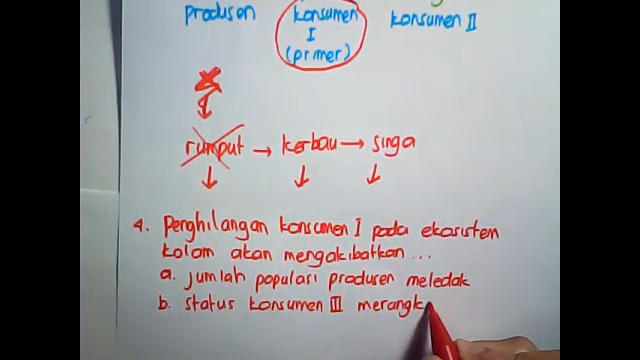 produsen konsumen konsumen II
I
(primer)
rumput → kerbau → singa
4. Penghilangan konsumen I pada ekosistem
kolam akan mengakibatkan ...
a. jumlah populasi produsen meledak
b. status konsumen III merangk